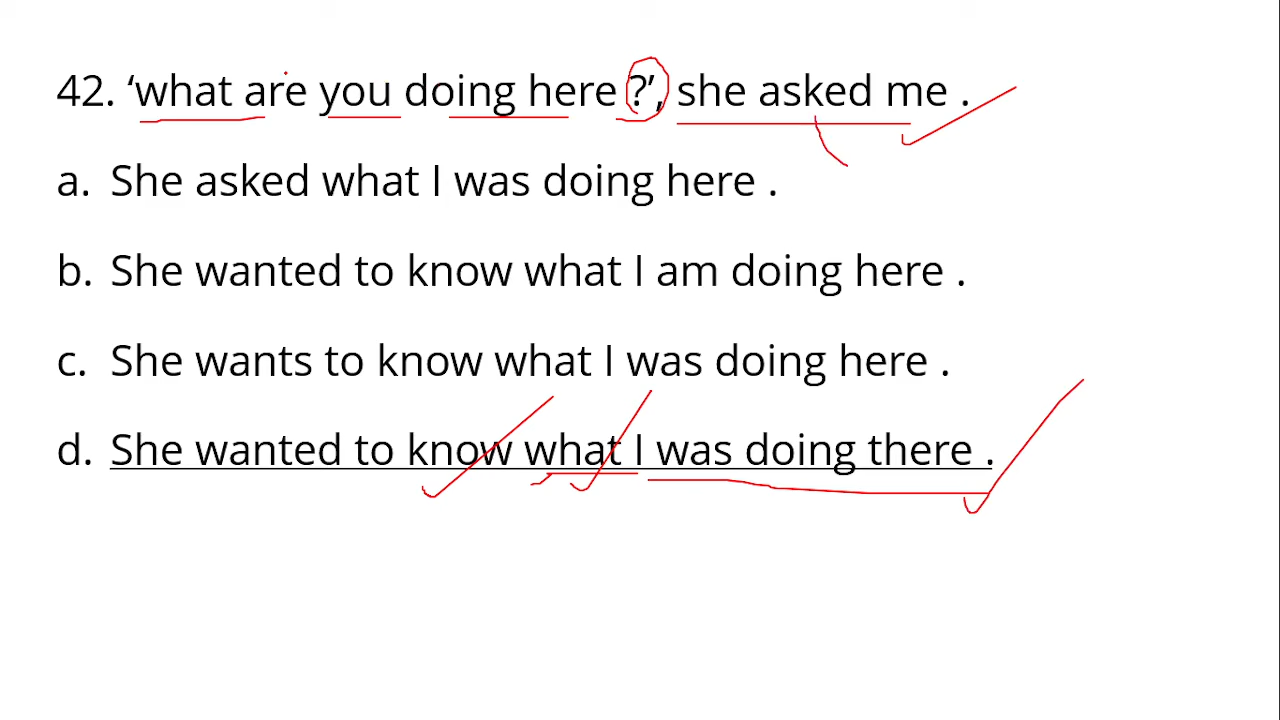 42. ‘what are you doing here ?’, she asked me .
a. She asked what I was doing here .
b. She wanted to know what I am doing here .
c. She wants to know what I was doing here .
d. She wanted to know what I was doing there .